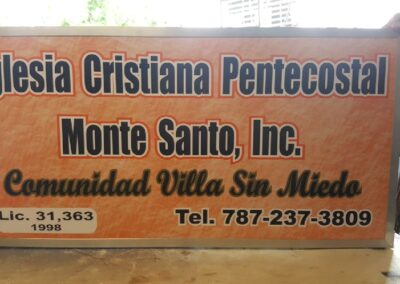 glesia Cristiana Pentecostal
Monte Santo, Inc.
Comunidad Villa Sin Miedo
Lic. 31,363
1998
Tel. 787-237-3809